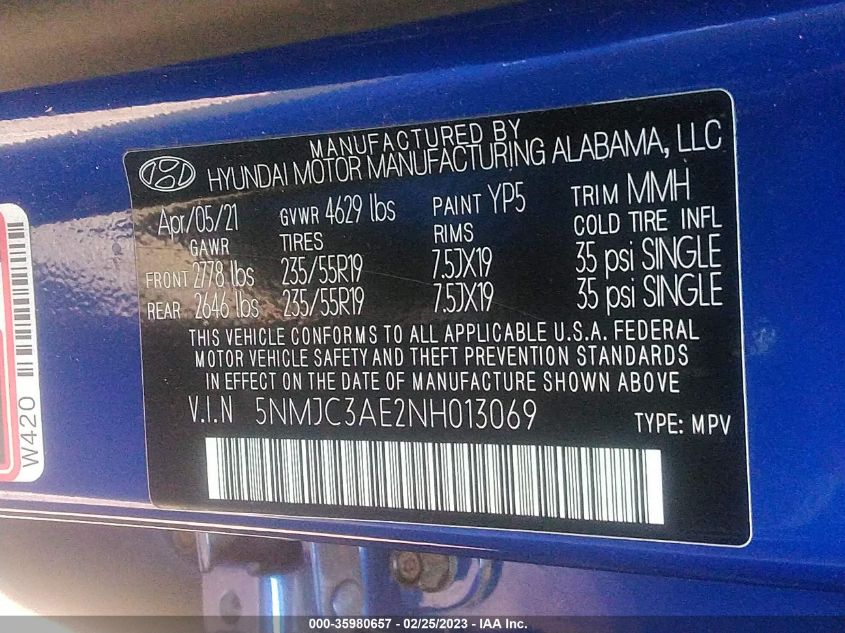 MANUFACTURED BY
HYUNDAI MOTOR MANUFACTURING ALABAMA, LLC
Apr/05/21 GVWR 4629 lbs PAINT YP5 TRIM MMH
GAWR TIRES RIMS COLD TIRE INFL
FRONT 2778 lbs 235/55R19 7.5JX19 35 psi SINGLE
REAR 2646 lbs 235/55R19 7.5JX19 35 psi SINGLE
THIS VEHICLE CONFORMS TO ALL APPLICABLE U.S.A. FEDERAL
MOTOR VEHICLE SAFETY AND THEFT PREVENTION STANDARDS
IN EFFECT ON THE DATE OF MANUFACTURE SHOWN ABOVE
V.I.N 5NMJC3AE2NH013069 TYPE: MPV
W420
000-35980657 - 02/25/2023 - IAA Inc.